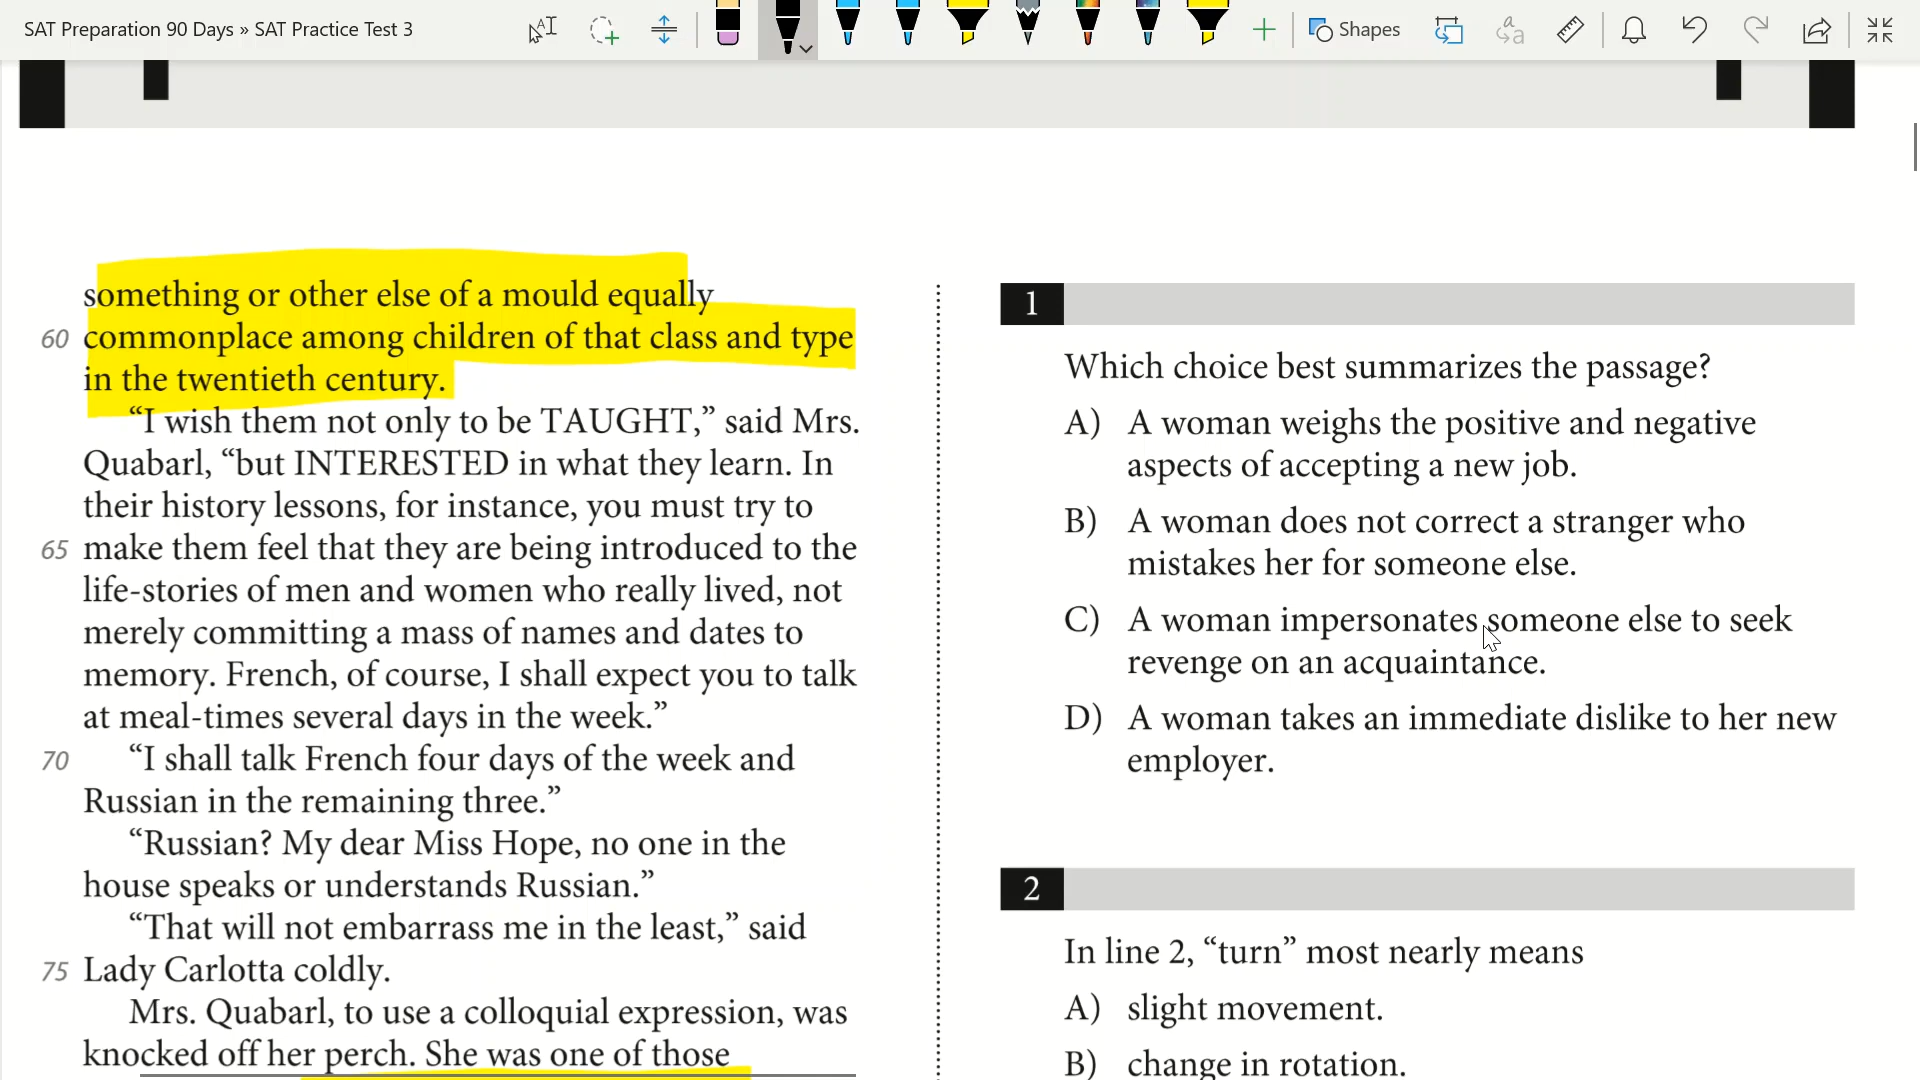 SAT Preparation 90 Days » SAT Practice Test 3
Shapes
something or other else of a mould equally
60 commonplace among children of that class and type
in the twentieth century.
“I wish them not only to be TAUGHT,” said Mrs.
Quabarl, “but INTERESTED in what they learn. In
their history lessons, for instance, you must try to
65 make them feel that they are being introduced to the
life-stories of men and women who really lived, not
merely committing a mass of names and dates to
memory. French, of course, I shall expect you to talk
at meal-times several days in the week.”
70 “I shall talk French four days of the week and
Russian in the remaining three.”
“Russian? My dear Miss Hope, no one in the
house speaks or understands Russian.”
“That will not embarrass me in the least,” said
75 Lady Carlotta coldly.
Mrs. Quabarl, to use a colloquial expression, was
knocked off her perch. She was one of those
1
Which choice best summarizes the passage?
A) A woman weighs the positive and negative
aspects of accepting a new job.
B) A woman does not correct a stranger who
mistakes her for someone else.
C) A woman impersonates someone else to seek
revenge on an acquaintance.
D) A woman takes an immediate dislike to her new
employer.
2
In line 2, “turn” most nearly means
A) slight movement.
B) change in rotation.